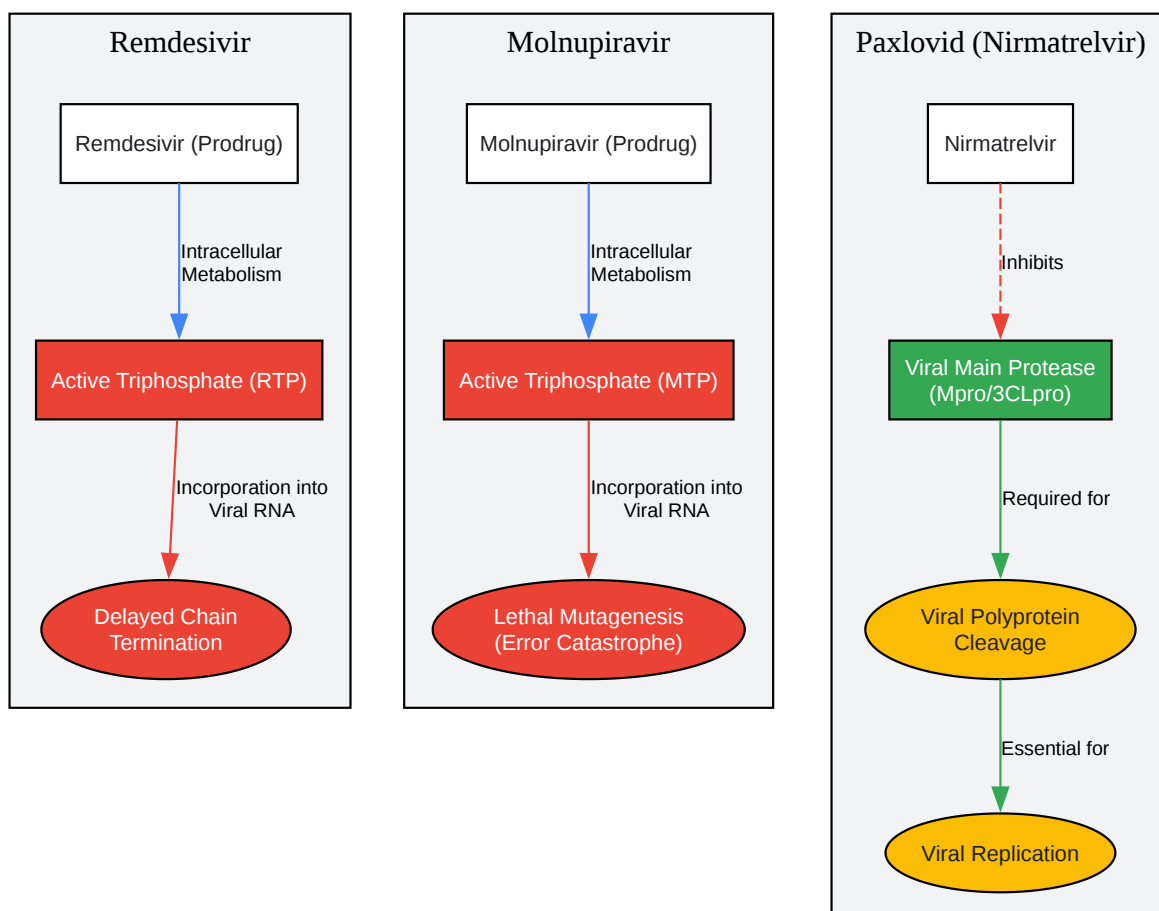 Remdesivir
Remdesivir (Prodrug)
Intracellular
Metabolism
Active Triphosphate (RTP)
Incorporation into
Viral RNA
Delayed Chain
Termination
Molnupiravir
Molnupiravir (Prodrug)
Intracellular
Metabolism
Active Triphosphate (MTP)
Incorporation into
Viral RNA
Lethal Mutagenesis
(Error Catastrophe)
Paxlovid (Nirmatrelvir)
Nirmatrelvir
Inhibits
Viral Main Protease
(Mpro/3CLpro)
Required for
Viral Polyprotein
Cleavage
Essential for
Viral Replication